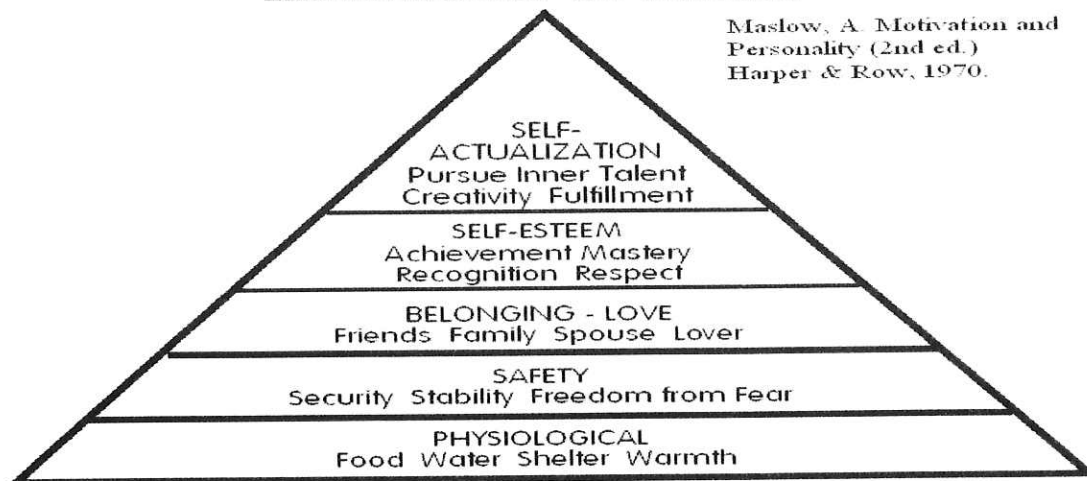 Maslow, A. Motivation and
Personality (2nd ed.)
Harper & Row, 1970.
SELF-
ACTUALIZATION
Pursue Inner Talent
Creativity Fulfillment
SELF-ESTEEM
Achievement Mastery
Recognition Respect
BELONGING - LOVE
Friends Family Spouse Lover
SAFETY
Security Stability Freedom from Fear
PHYSIOLOGICAL
Food Water Shelter Warmth